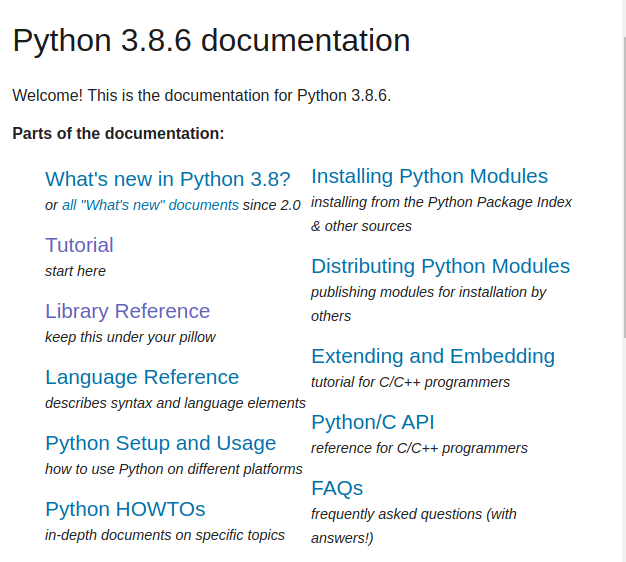 Python 3.8.6 documentation
Welcome! This is the documentation for Python 3.8.6.
Parts of the documentation:
What's new in Python 3.8?
or all "What's new" documents since 2.0
Tutorial
start here
Library Reference
keep this under your pillow
Language Reference
describes syntax and language elements
Python Setup and Usage
how to use Python on different platforms
Python HOWTOs
in-depth documents on specific topics
Installing Python Modules
installing from the Python Package Index
& other sources
Distributing Python Modules
publishing modules for installation by
others
Extending and Embedding
tutorial for C/C++ programmers
Python/C API
reference for C/C++ programmers
FAQs
frequently asked questions (with
answers!)